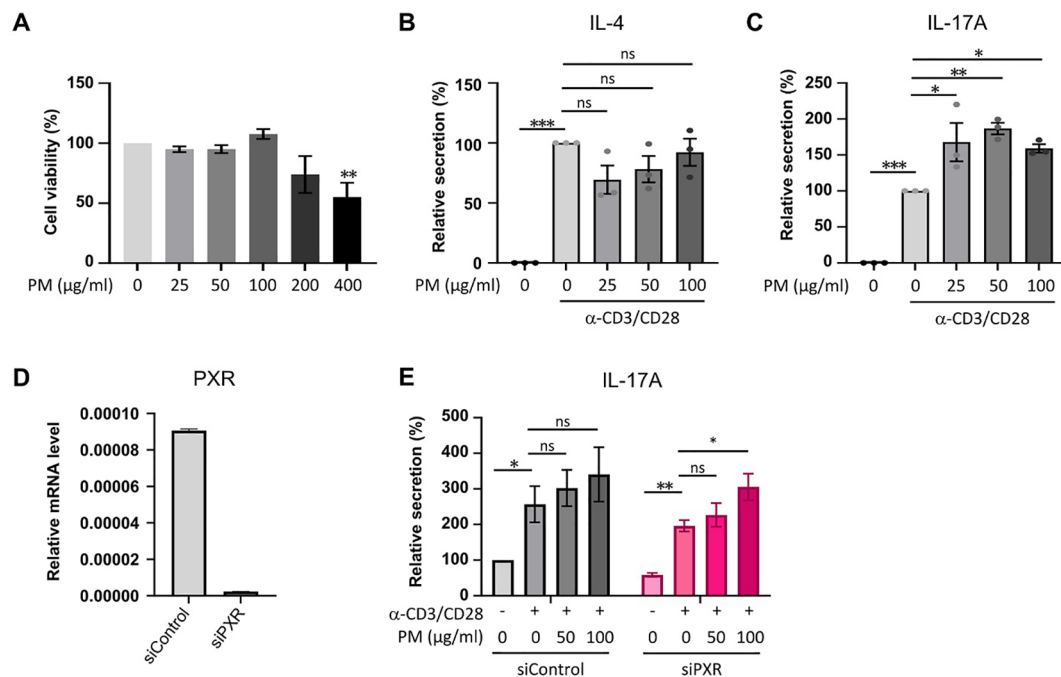 A
Cell viability (%)
150
100
50
0
**
PM (µg/ml) 0 25 50 100 200 400
B
IL-4
Relative secretion (%)
150
100
50
0
ns
ns
ns
***
PM (µg/ml) 0 0 25 50 100
α-CD3/CD28
C
IL-17A
Relative secretion (%)
250
200
150
100
50
0
*
**
*
***
PM (µg/ml) 0 0 25 50 100
α-CD3/CD28
D
PXR
Relative mRNA level
0.00010
0.00008
0.00006
0.00004
0.00002
0.00000
siControl siPXR
E
IL-17A
Relative secretion (%)
500
400
300
200
100
0
ns
ns
*
*
ns
**
α-CD3/CD28 - + + + - + + +
PM (µg/ml) 0 0 50 100 0 0 50 100
siControl siPXR